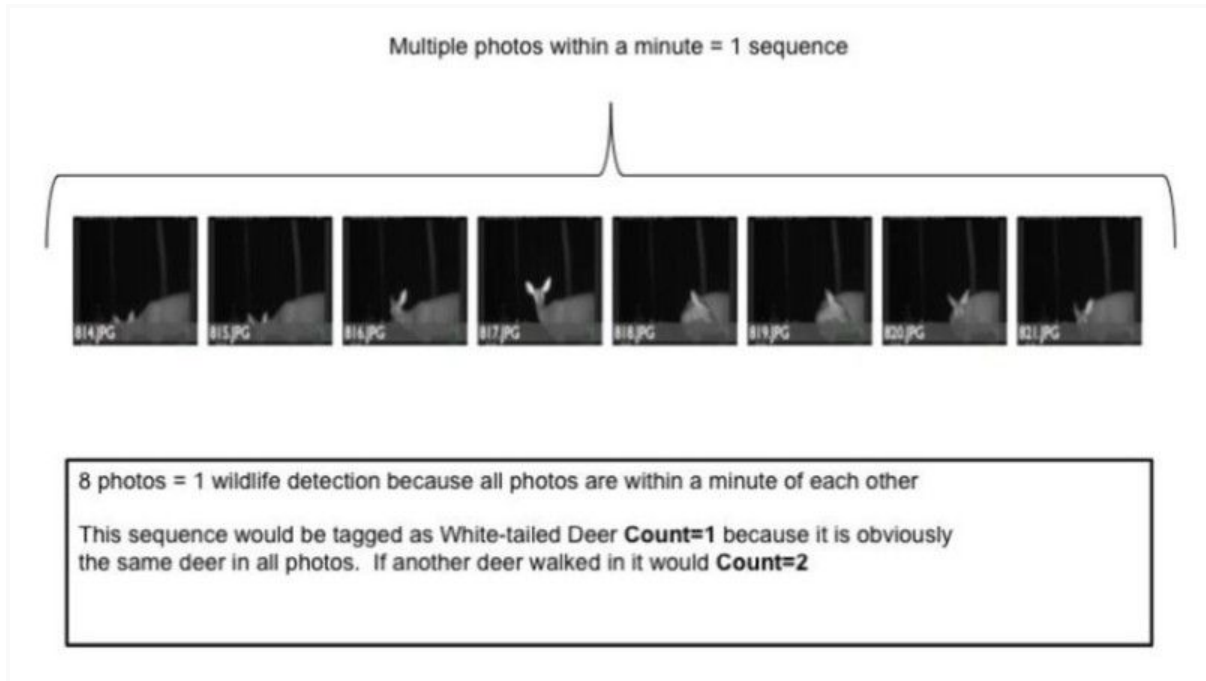 Multiple photos within a minute = 1 sequence
814.JPG
815.JPG
816.JPG
817.JPG
818.JPG
819.JPG
820.JPG
821.JPG
8 photos = 1 wildlife detection because all photos are within a minute of each other
This sequence would be tagged as White-tailed Deer Count=1 because it is obviously
the same deer in all photos.  If another deer walked in it would Count=2